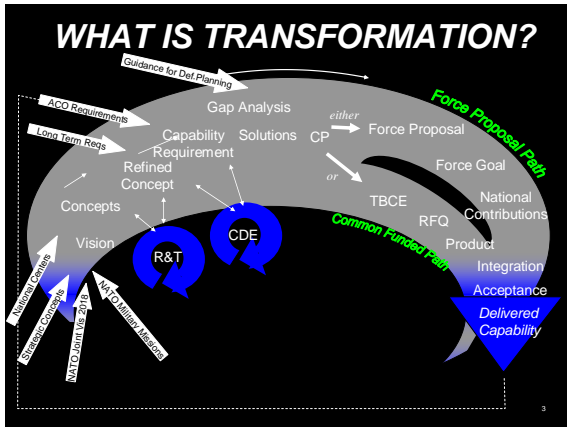 WHAT IS TRANSFORMATION?
Guidance for Def.Planning
ACO Requirements
Long Term Reqs
Gap Analysis
Capability
Requirement
Solutions
CP
either
or
Force Proposal
Force Proposal Path
Refined
Concept
Force Goal
Concepts
TBCE
National
Contributions
RFQ
Common Funded Path
Vision
R&T
CDE
Product
Integration
Acceptance
Delivered
Capability
National Centers
Strategic Concepts
NATO Joint Vis 2018
NATO Military Missions
3